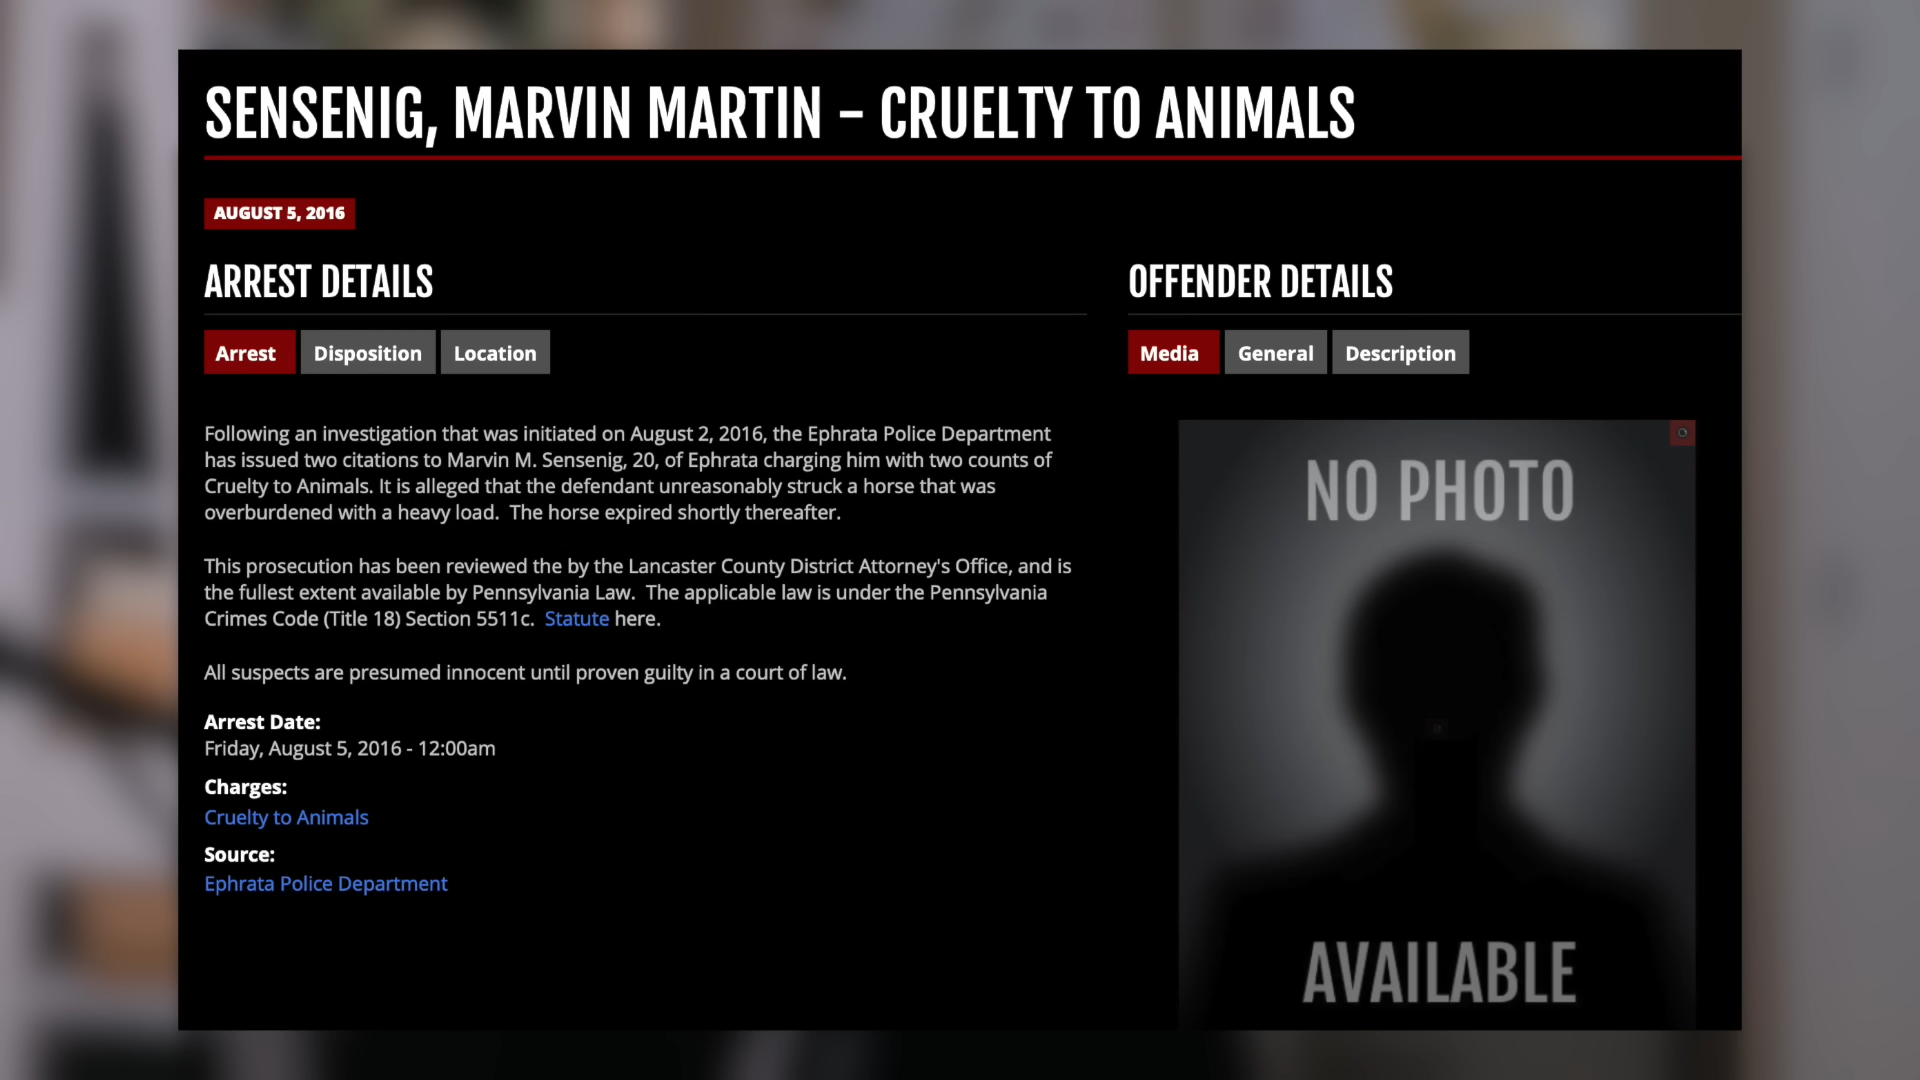 SENSENIG, MARVIN MARTIN - CRUELTY TO ANIMALS
AUGUST 5, 2016
ARREST DETAILS
Arrest Disposition Location
Following an investigation that was initiated on August 2, 2016, the Ephrata Police Department
has issued two citations to Marvin M. Sensenig, 20, of Ephrata charging him with two counts of
Cruelty to Animals. It is alleged that the defendant unreasonably struck a horse that was
overburdened with a heavy load.  The horse expired shortly thereafter.
This prosecution has been reviewed the by the Lancaster County District Attorney's Office, and is
the fullest extent available by Pennsylvania Law.  The applicable law is under the Pennsylvania
Crimes Code (Title 18) Section 5511c.  Statute here.
All suspects are presumed innocent until proven guilty in a court of law.
Arrest Date:
Friday, August 5, 2016 - 12:00am
Charges:
Cruelty to Animals
Source:
Ephrata Police Department
OFFENDER DETAILS
Media General Description
NO PHOTO
AVAILABLE